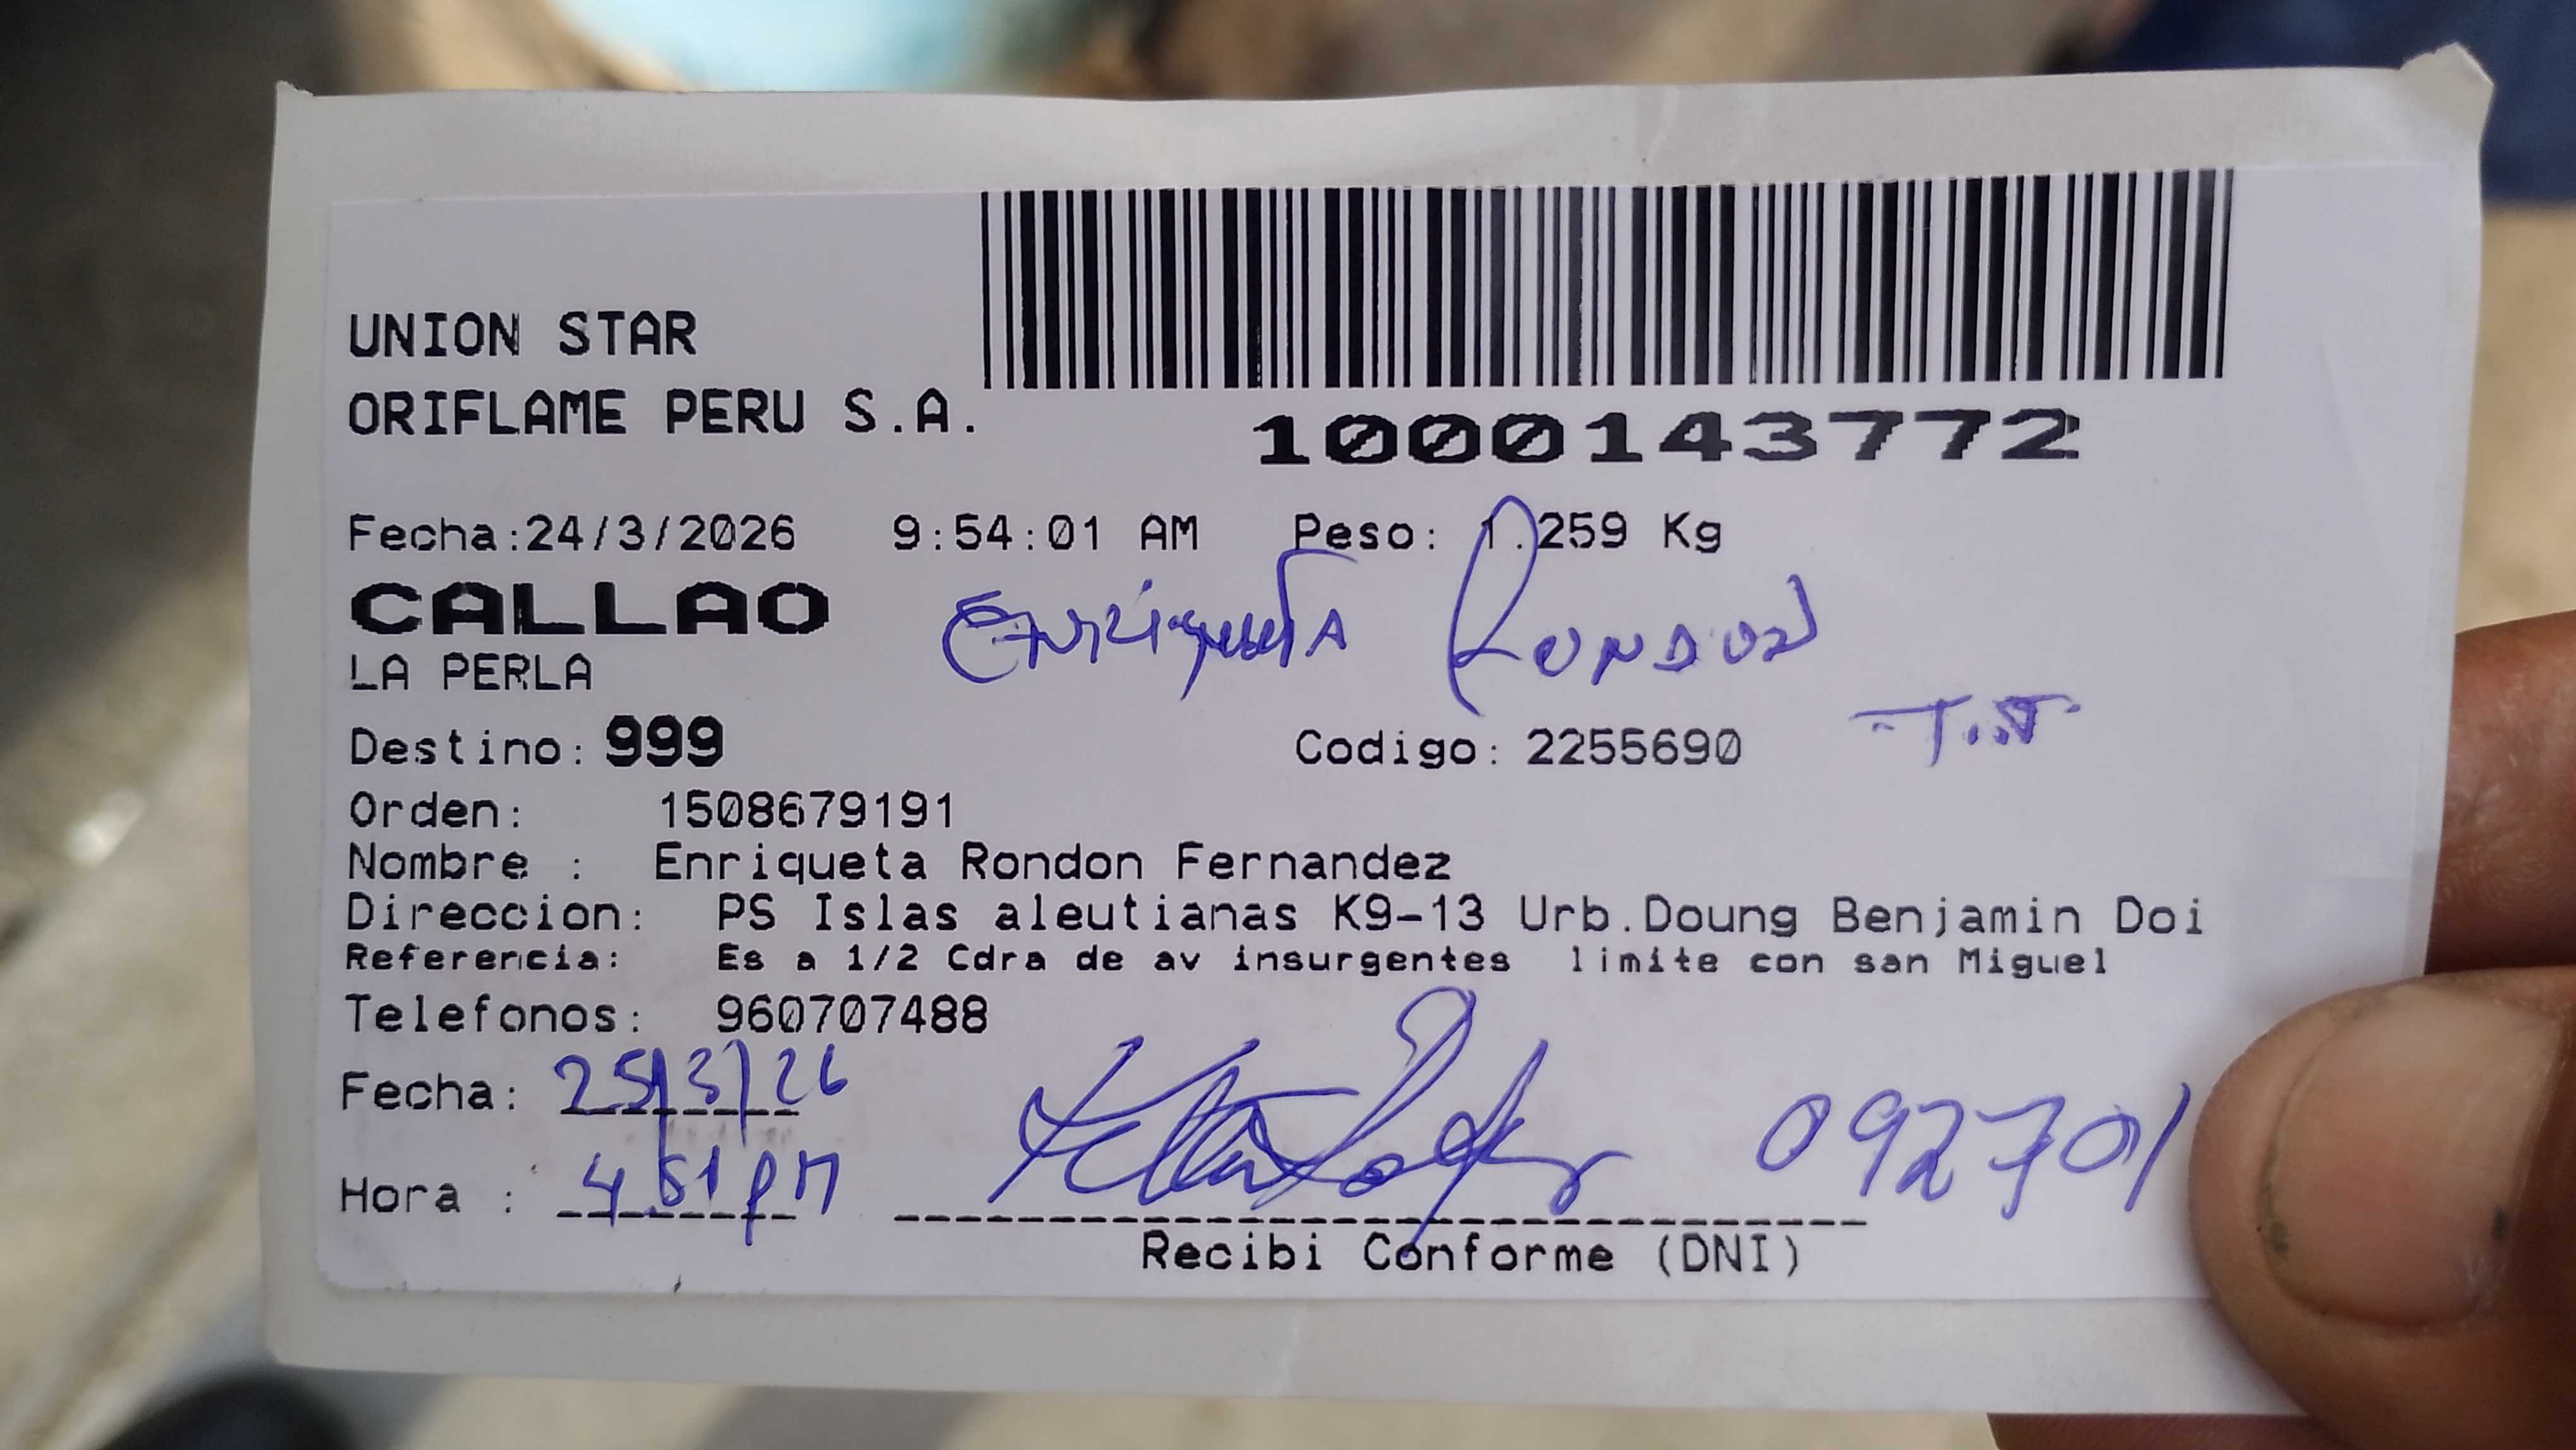 UNION STAR
ORIFLAME PERU S.A.
1000143772
Fecha:24/3/2026 9:54:01 AM Peso: 1.259 Kg
CALLAO
Enriqueta Rondon
LA PERLA
T.T
Destino: 999 Codigo: 2255690
Orden: 1508679191
Nombre : Enriqueta Rondon Fernandez
Direccion: PS Islas aleutianas K9-13 Urb.Doung Benjamin Doi
Referencia: Es a 1/2 Cdra de av insurgentes limite con san Miguel
Telefonos: 960707488
Fecha: 25/3/26
Hora : 4 51 PM
Recibi Conforme (DNI)